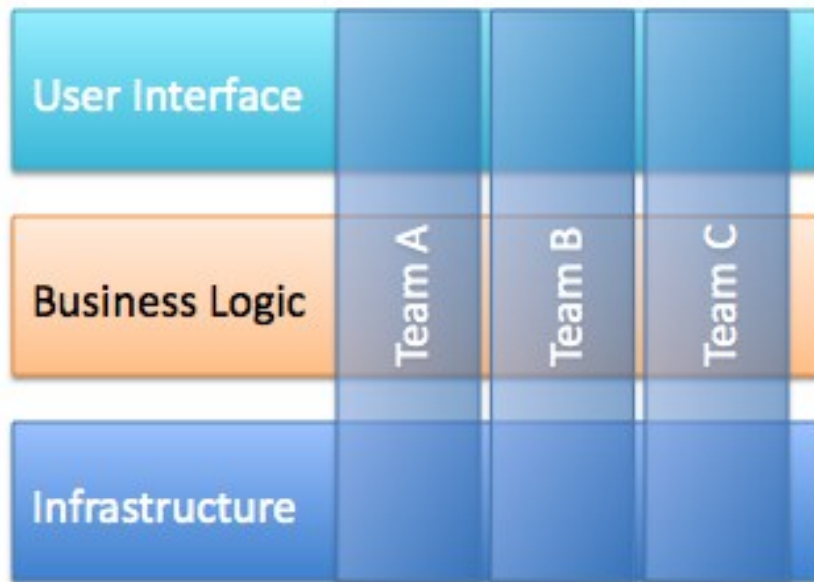 User Interface
Business Logic
Infrastructure
Team A
Team B
Team C